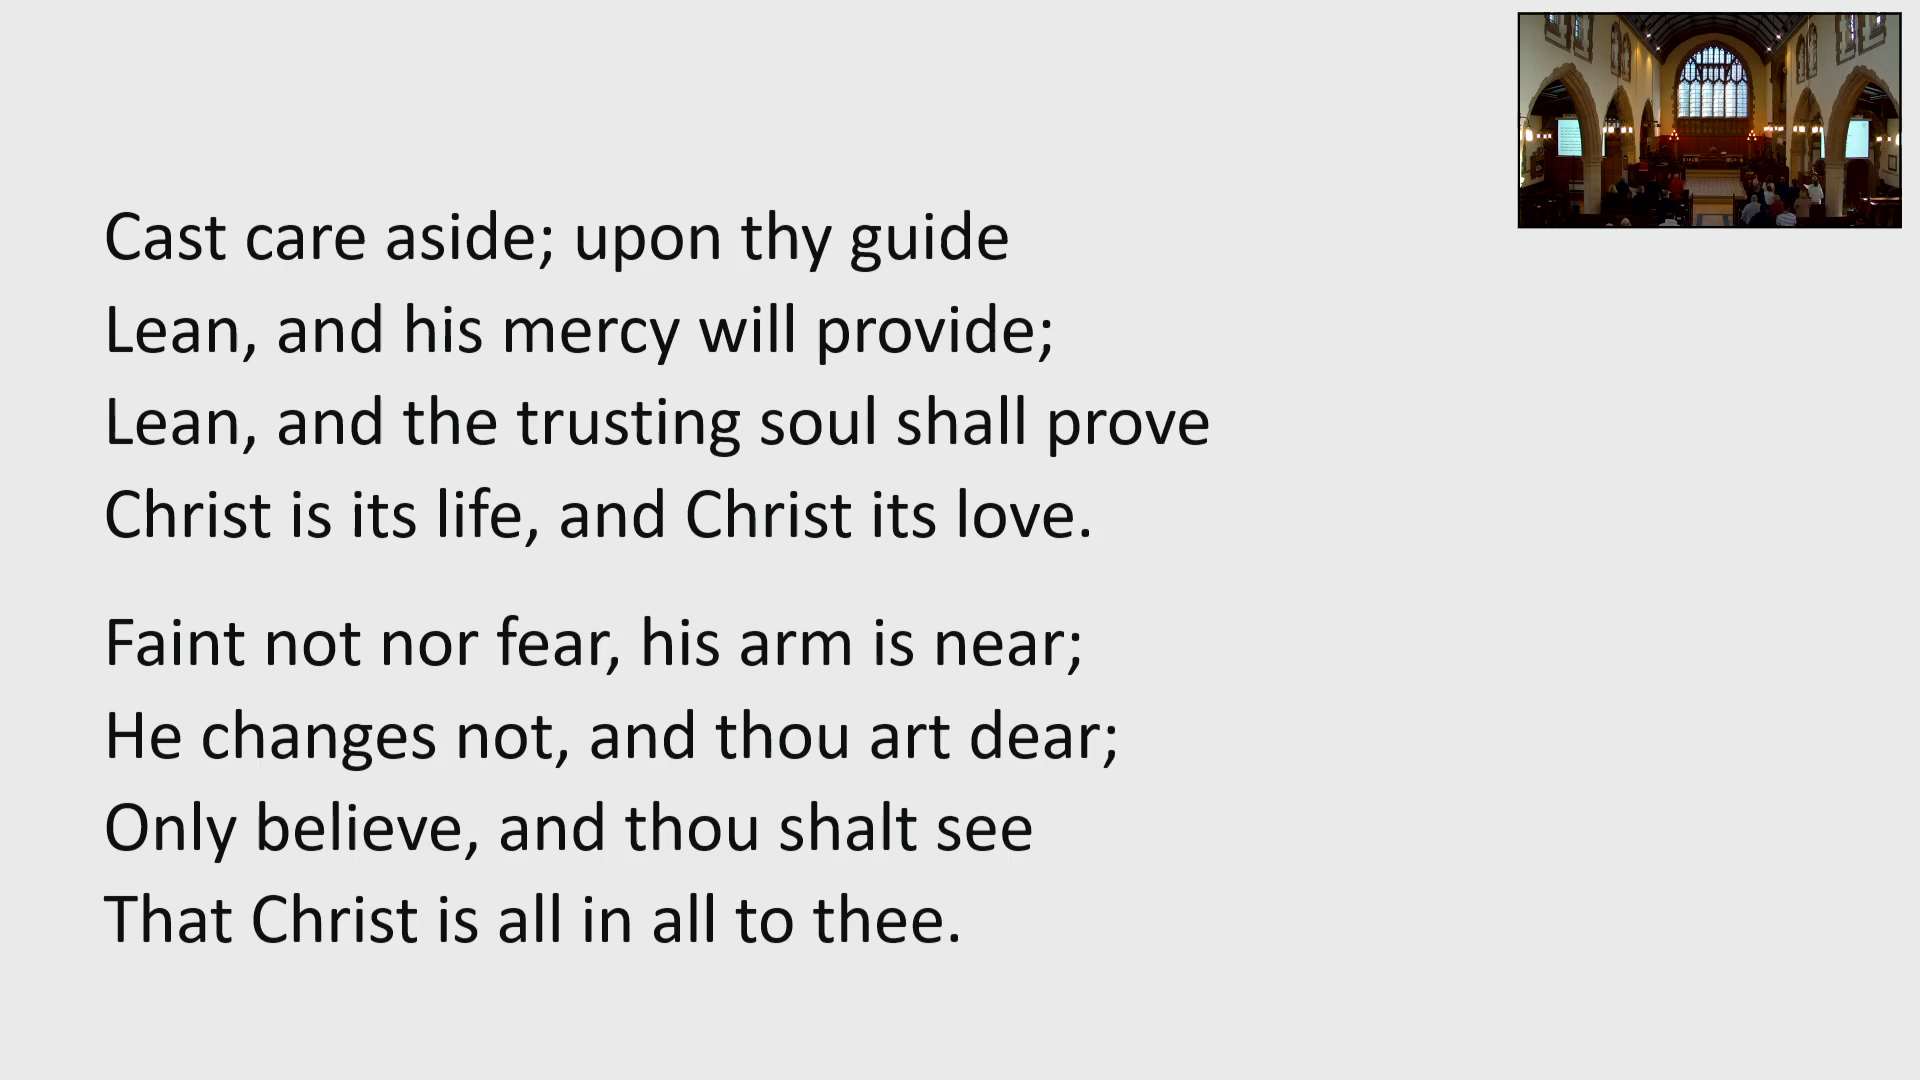 Cast care aside; upon thy guide
Lean, and his mercy will provide;
Lean, and the trusting soul shall prove
Christ is its life, and Christ its love.
Faint not nor fear, his arm is near;
He changes not, and thou art dear;
Only believe, and thou shalt see
That Christ is all in all to thee.